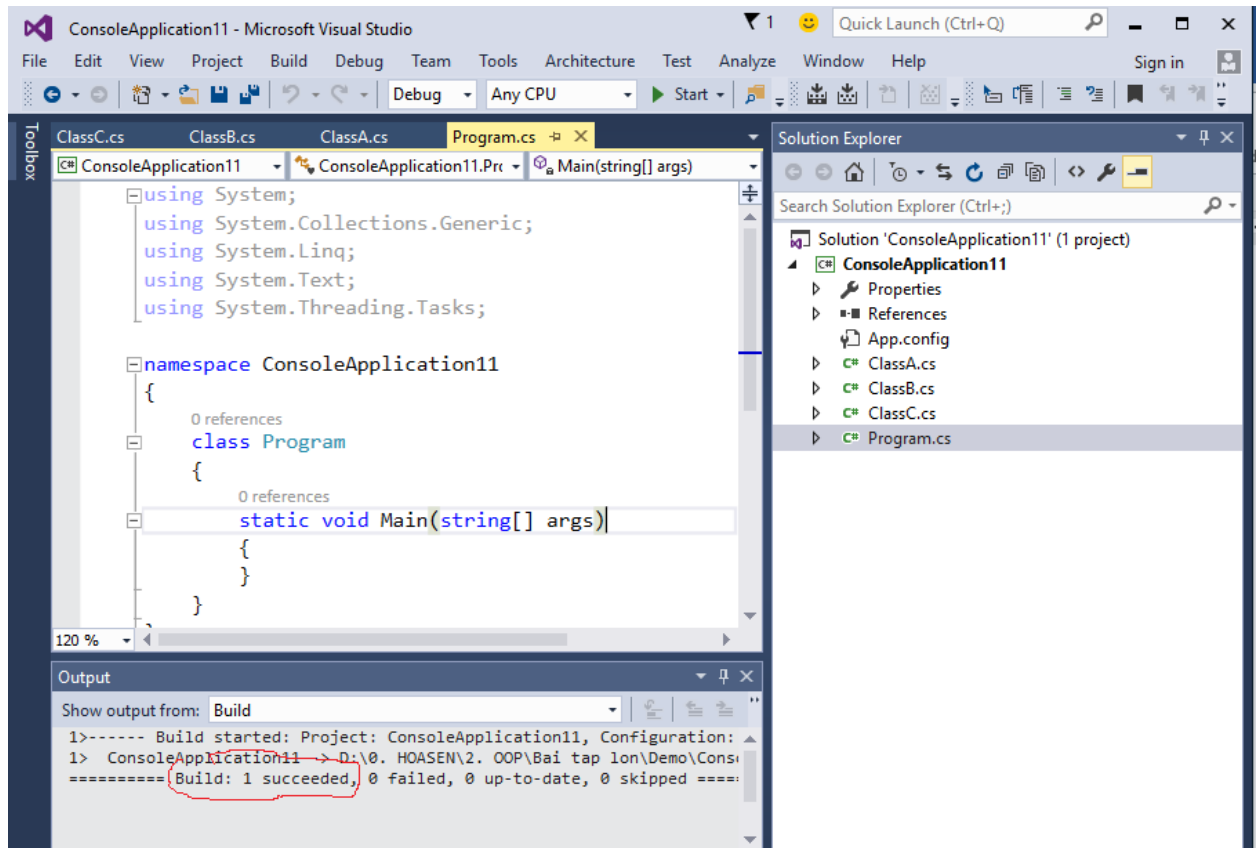 ConsoleApplication11 - Microsoft Visual Studio
1
Quick Launch (Ctrl+Q)
File Edit View Project Build Debug Team Tools Architecture Test Analyze Window Help Sign in
Debug Any CPU Start
Toolbox
ClassC.cs ClassB.cs ClassA.cs Program.cs
C# ConsoleApplication11 ConsoleApplication11.Prc Main(string[] args)
using System;
using System.Collections.Generic;
using System.Linq;
using System.Text;
using System.Threading.Tasks;
namespace ConsoleApplication11
{
0 references
class Program
{
0 references
static void Main(string[] args)
{
}
}
120 %
Output
Show output from: Build
1>------ Build started: Project: ConsoleApplication11, Configuration:
1> ConsoleApplication11 -> D:\0. HOASEN\2. OOP\Bai tap lon\Demo\Conso
========== Build: 1 succeeded, 0 failed, 0 up-to-date, 0 skipped ====
Solution Explorer
Search Solution Explorer (Ctrl+;)
Solution 'ConsoleApplication11' (1 project)
C# ConsoleApplication11
Properties
References
App.config
C# ClassA.cs
C# ClassB.cs
C# ClassC.cs
C# Program.cs